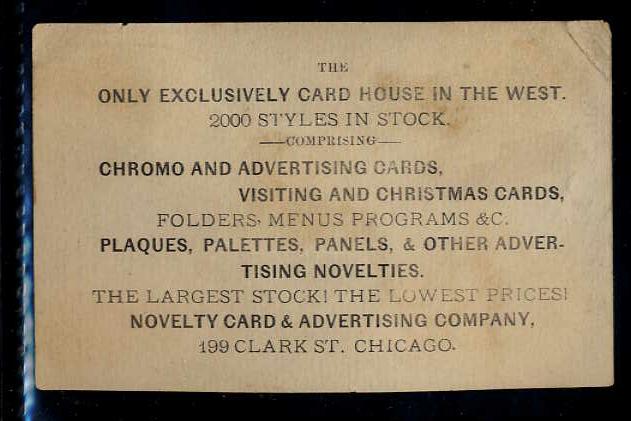 THE
ONLY EXCLUSIVELY CARD HOUSE IN THE WEST.
2000 STYLES IN STOCK.
COMPRISING
CHROMO AND ADVERTISING CARDS,
VISITING AND CHRISTMAS CARDS,
FOLDERS, MENUS PROGRAMS &C.
PLAQUES, PALETTES, PANELS, & OTHER ADVER-
TISING NOVELTIES.
THE LARGEST STOCK! THE LOWEST PRICES!
NOVELTY CARD & ADVERTISING COMPANY,
199 CLARK ST. CHICAGO.